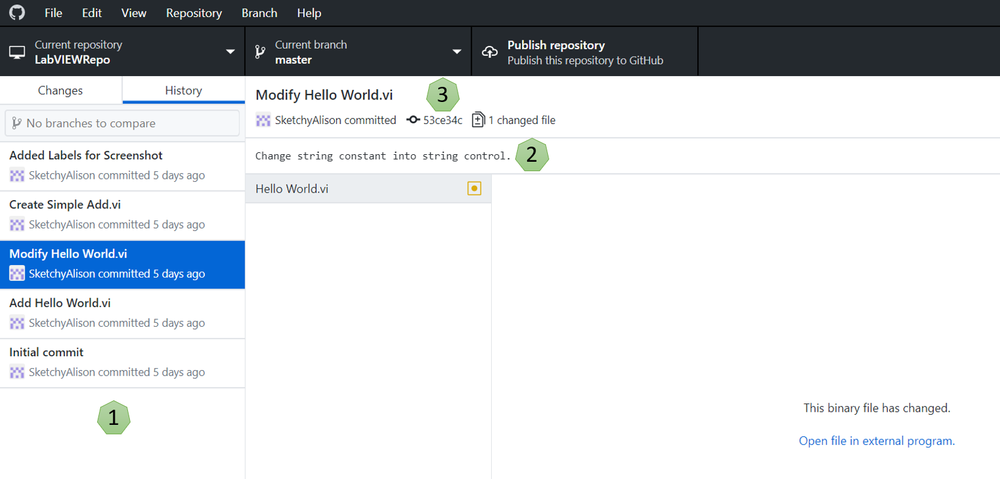 File Edit View Repository Branch Help
Current repository
LabVIEWRepo
Current branch
master
Publish repository
Publish this repository to GitHub
Changes History
No branches to compare
Added Labels for Screenshot
SketchyAlison committed 5 days ago
Create Simple Add.vi
SketchyAlison committed 5 days ago
Modify Hello World.vi
SketchyAlison committed 5 days ago
Add Hello World.vi
SketchyAlison committed 5 days ago
Initial commit
SketchyAlison committed 5 days ago
1
Modify Hello World.vi
3
SketchyAlison committed 53ce34c 1 changed file
Change string constant into string control.
2
Hello World.vi
This binary file has changed.
Open file in external program.